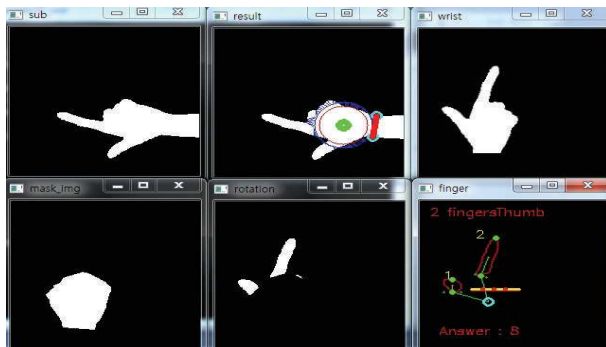 sub
result
wrist
mask_img
rotation
finger
2 fingersThumb
2
1
Answer : 8